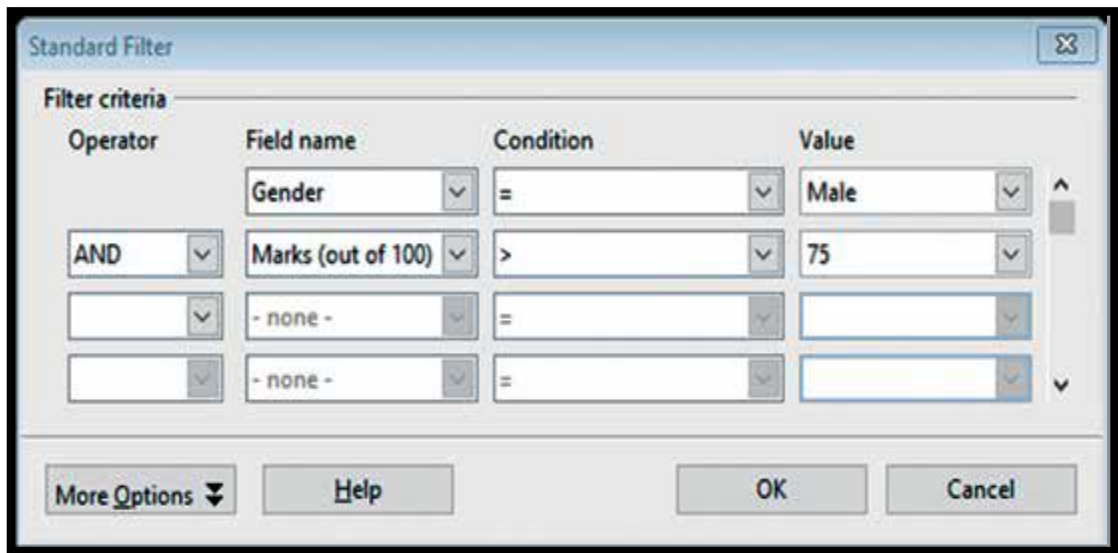 Standard Filter
Filter criteria
Operator Field name Condition Value
Gender = Male
AND Marks (out of 100) > 75
- none - =
- none - =
More Options Help OK Cancel